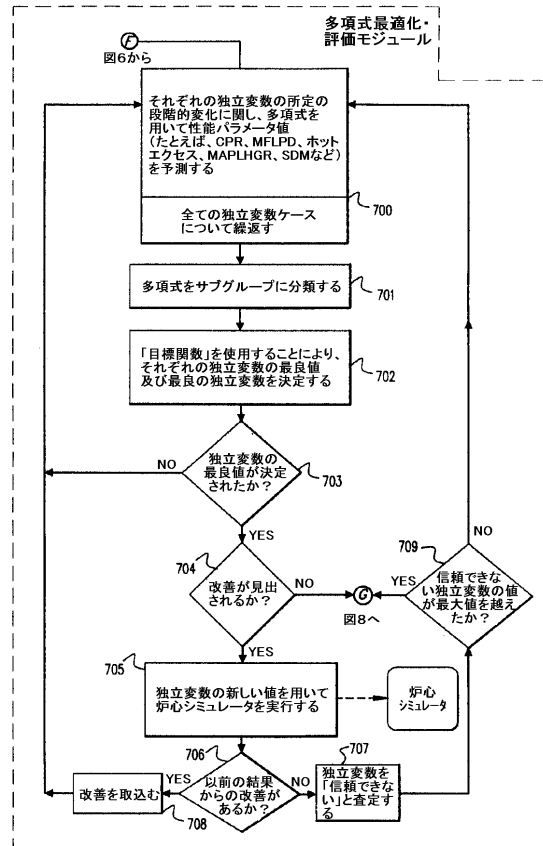 多項式最適化・
評価モジュール
F
図6から
それぞれの独立変数の所定の
段階的変化に関し、多項式を
用いて性能パラメータ値
(たとえば、CPR、MFLPD、ホット
エクセス、MAPLHGR、SDMなど)
を予測する
700
全ての独立変数ケース
について繰返す
多項式をサブグループに分類する
701
「目標関数」を使用することにより、
それぞれの独立変数の最良値
及び最良の独立変数を決定する
702
NO
独立変数の
最良値が決定
されたか?
703
YES
704
改善が見出
されるか?
NO
G
図8へ
YES
709
信頼できな
い独立変数の値
が最大値を越え
たか?
NO
YES
705
独立変数の新しい値を用いて
炉心シミュレータを実行する
炉心
シミュレータ
706
以前の結果
からの改善が
あるか?
YES
NO
改善を取込む
708
707
独立変数を
「信頼できな
い」と査定す
る